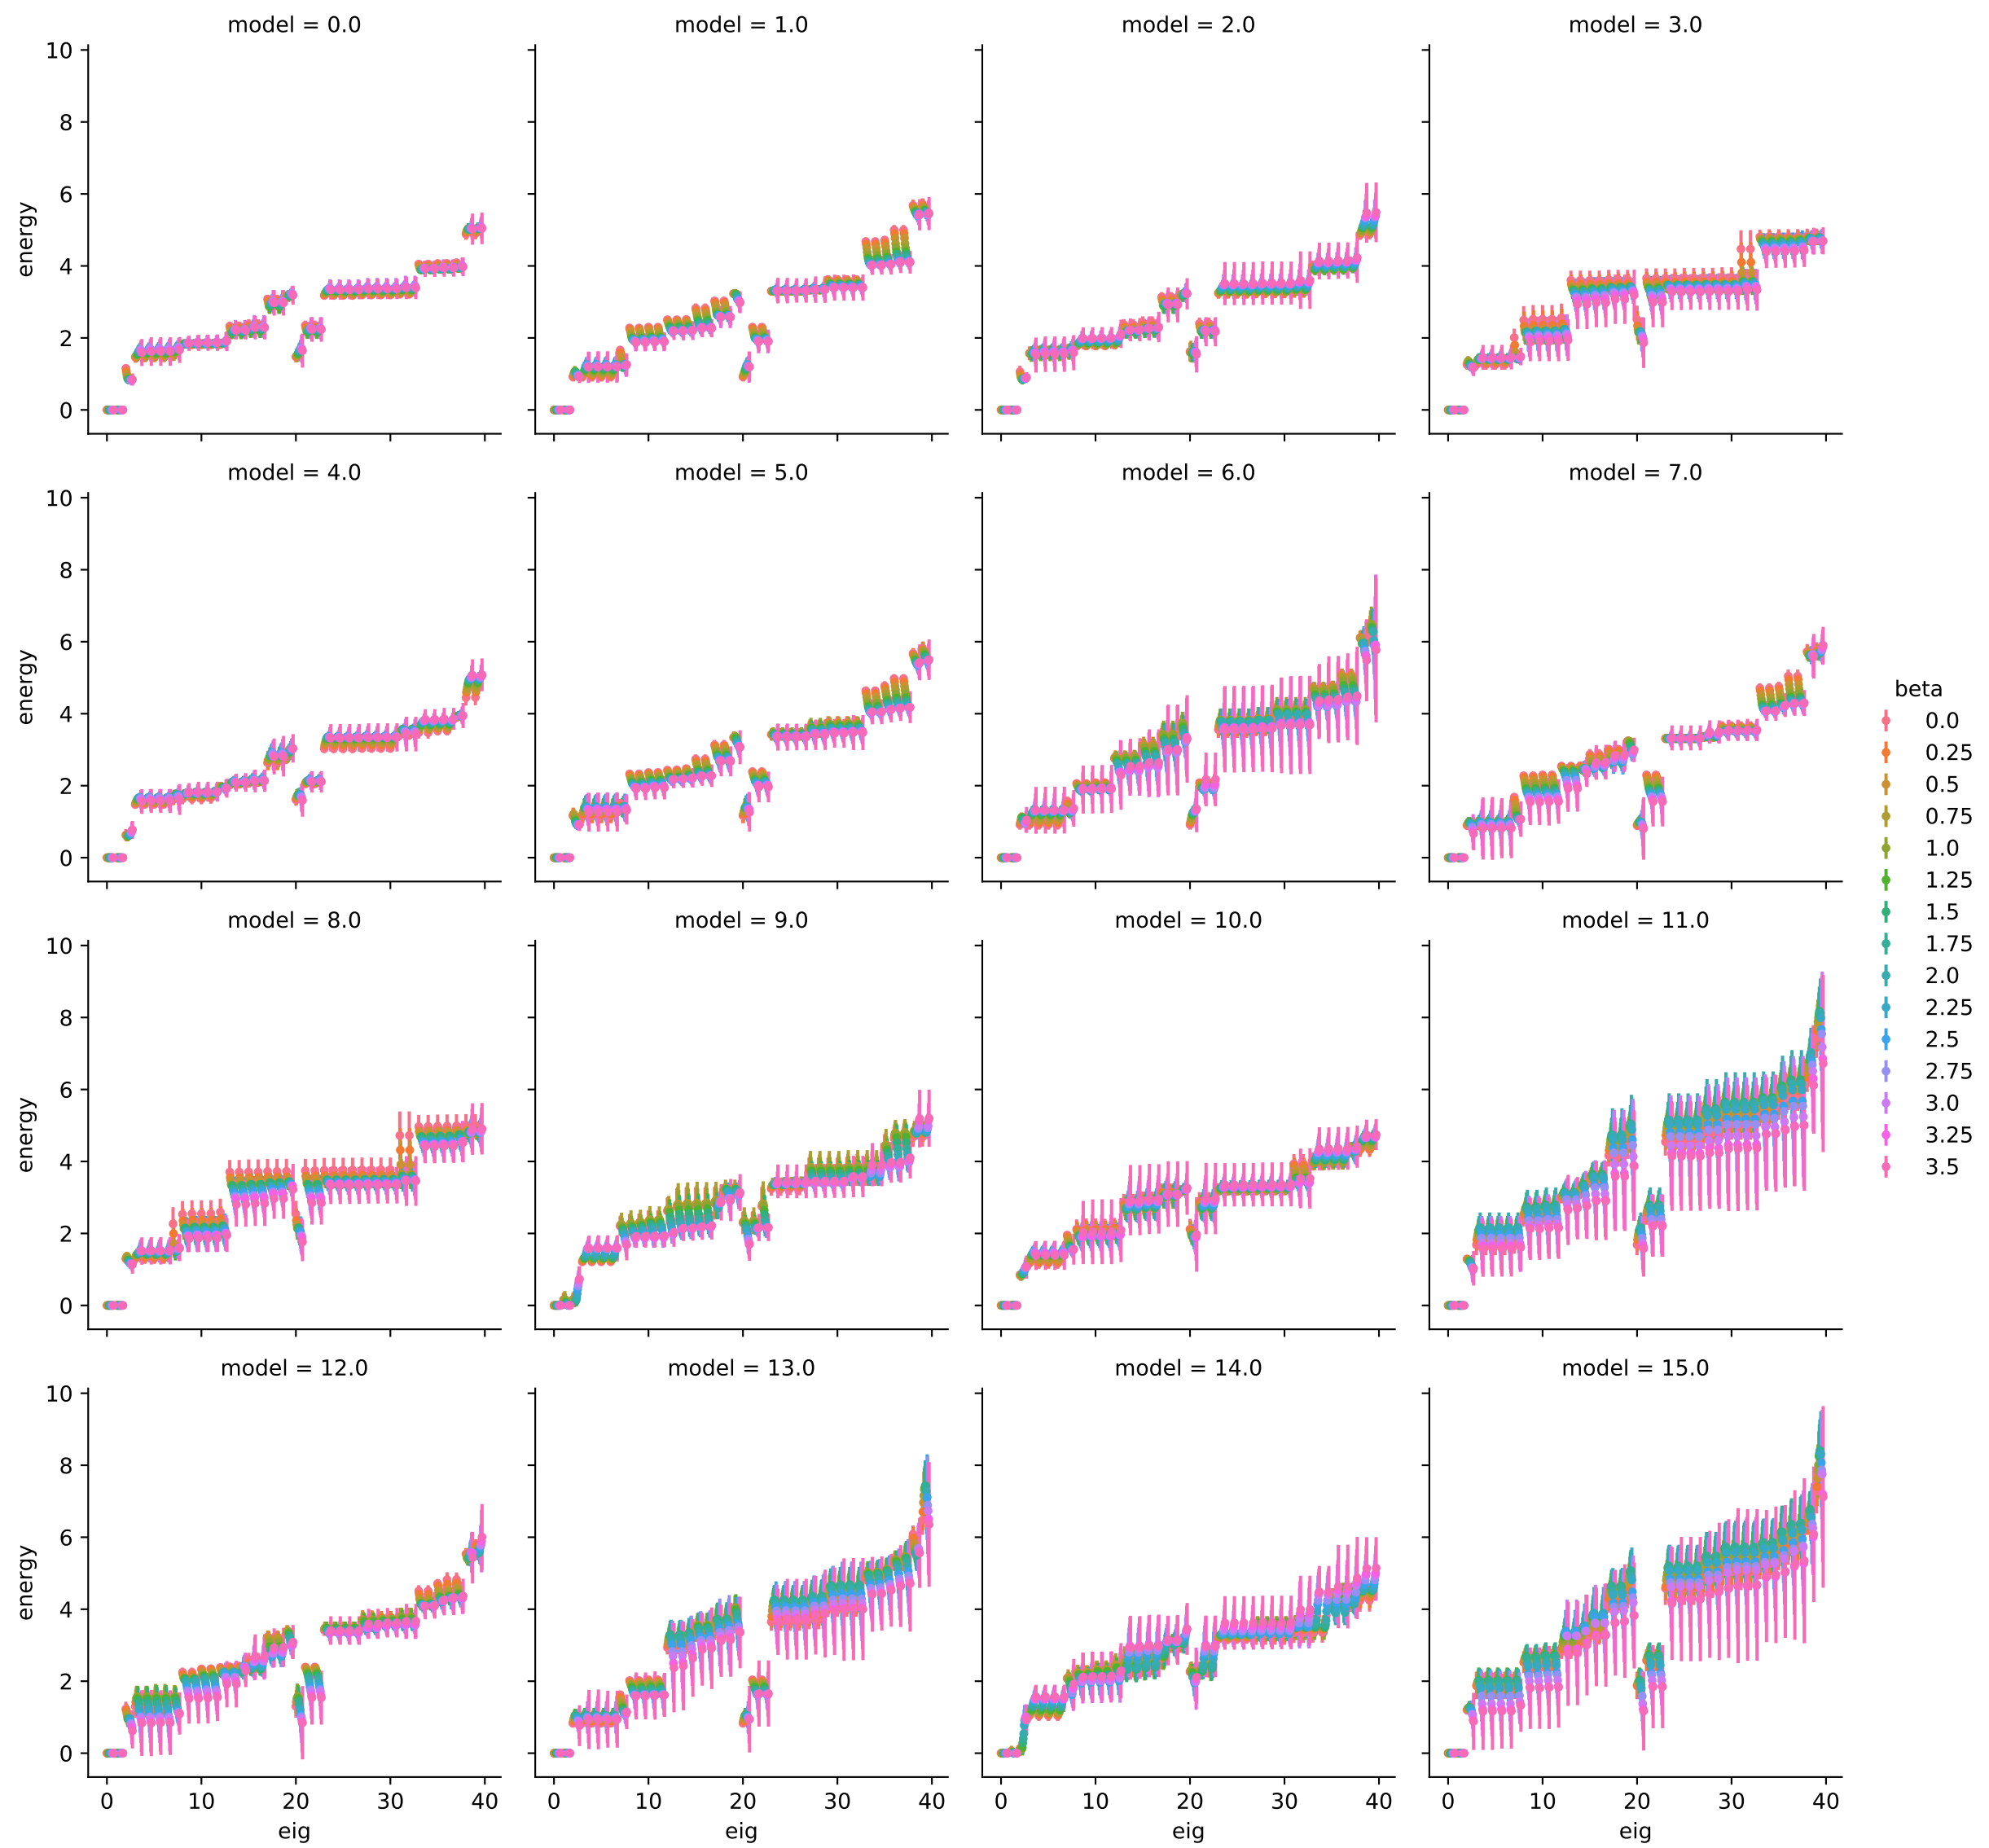 model = 0.0
model = 1.0
model = 2.0
model = 3.0
10
8
6
4
2
0
energy
model = 4.0
model = 5.0
model = 6.0
model = 7.0
10
8
6
4
2
0
energy
model = 8.0
model = 9.0
model = 10.0
model = 11.0
10
8
6
4
2
0
energy
model = 12.0
model = 13.0
model = 14.0
model = 15.0
10
8
6
4
2
0
energy
0 10 20 30 40
eig
0 10 20 30 40
eig
0 10 20 30 40
eig
0 10 20 30 40
eig
beta
0.0
0.25
0.5
0.75
1.0
1.25
1.5
1.75
2.0
2.25
2.5
2.75
3.0
3.25
3.5